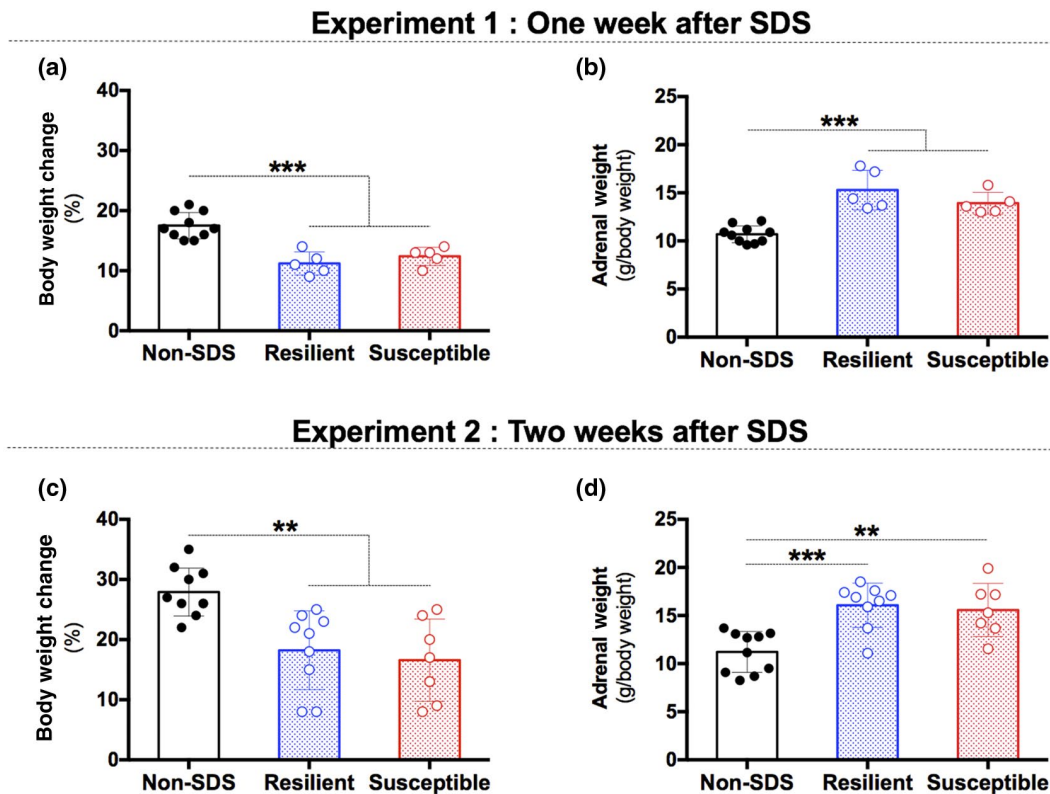 Experiment 1 : One week after SDS
(a)
Body weight change
(%)
40
30
20
10
0
***
Non-SDS Resilient Susceptible
(b)
Adrenal weight
(g/body weight)
25
20
15
10
5
0
***
Non-SDS Resilient Susceptible
Experiment 2 : Two weeks after SDS
(c)
Body weight change
(%)
40
30
20
10
0
**
Non-SDS Resilient Susceptible
(d)
Adrenal weight
(g/body weight)
25
20
15
10
5
0
**
***
Non-SDS Resilient Susceptible